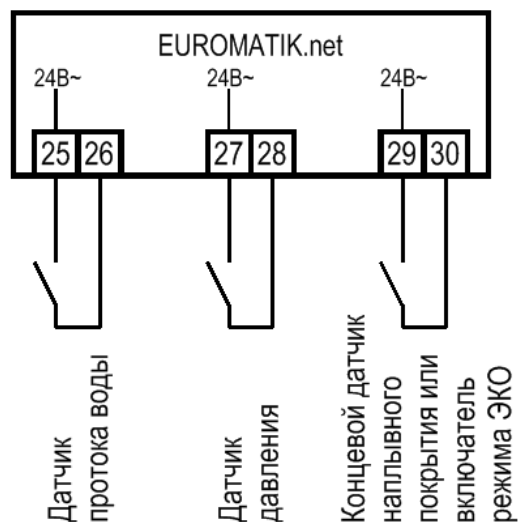 EUROMATIK.net
24В~ 24В~ 24В~
25 26 27 28 29 30
Датчик
протока воды
Датчик
давления
Концевой датчик
наплывного
покрытия или
включатель
режима ЭКО